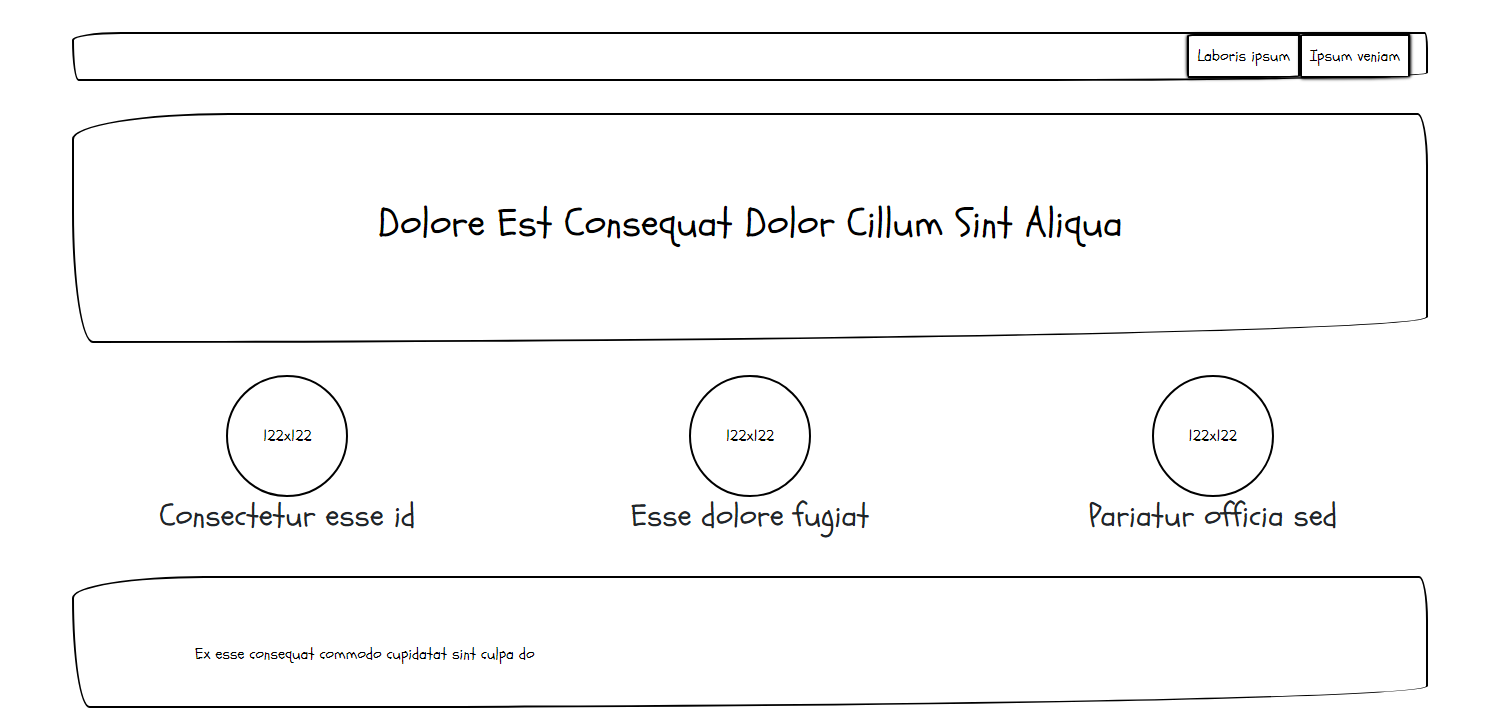 Laboris ipsum Ipsum veniam
Dolore Est Consequat Dolor Cillum Sint Aliqua
122x122 122x122 122x122
Consectetur esse id Esse dolore fugiat Pariatur officia sed
Ex esse consequat commodo cupidatat sint culpa do